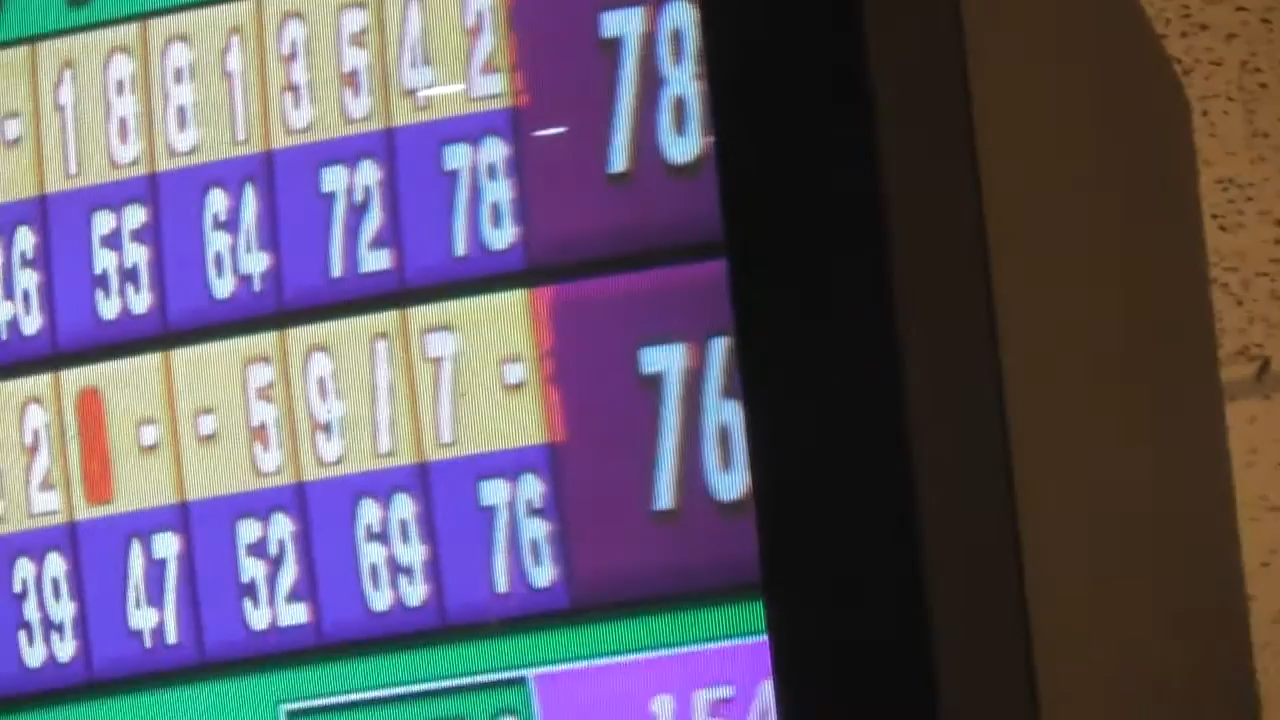 - 1 8 8 1 3 5 4 2 78
46 55 64 72 78
2 - - 5 9 / 7 - 76
39 47 52 69 76
154